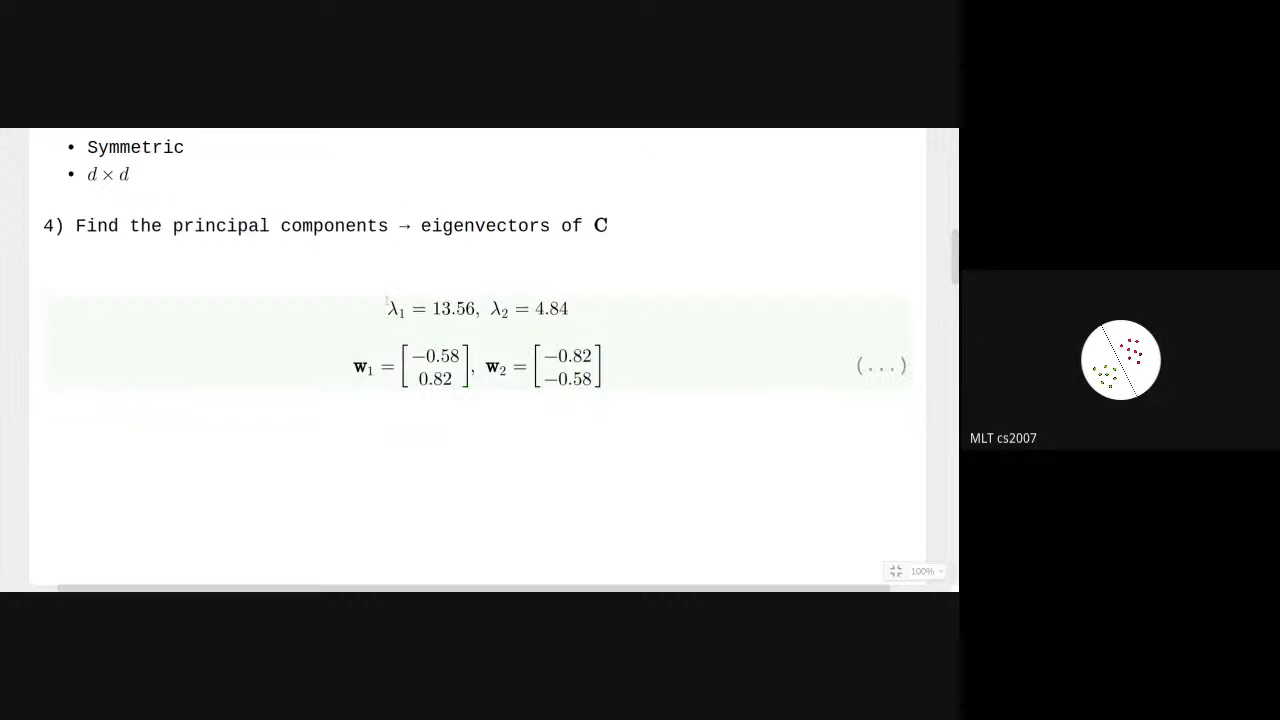 • Symmetric
• d × d
4) Find the principal components → eigenvectors of C
λ₁ = 13.56, λ₂ = 4.84
w₁ = [−0.58 0.82], w₂ = [−0.82 −0.58] (...)
MLT cs2007
100%